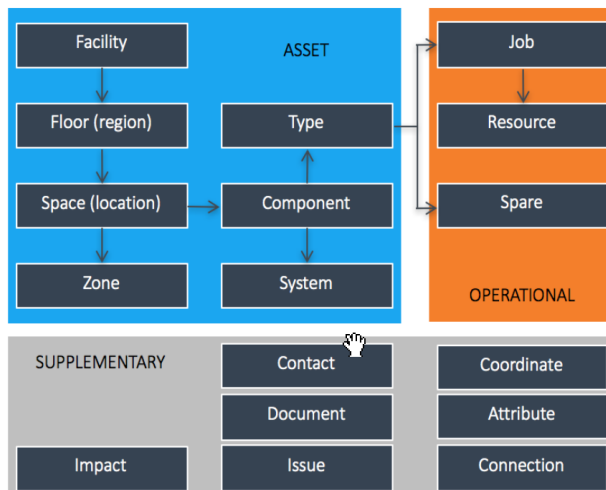 Facility
ASSET
Job
Floor (region)
Type
Resource
Space (location)
Component
Spare
Zone
System
OPERATIONAL
SUPPLEMENTARY
Contact
Coordinate
Document
Attribute
Impact
Issue
Connection